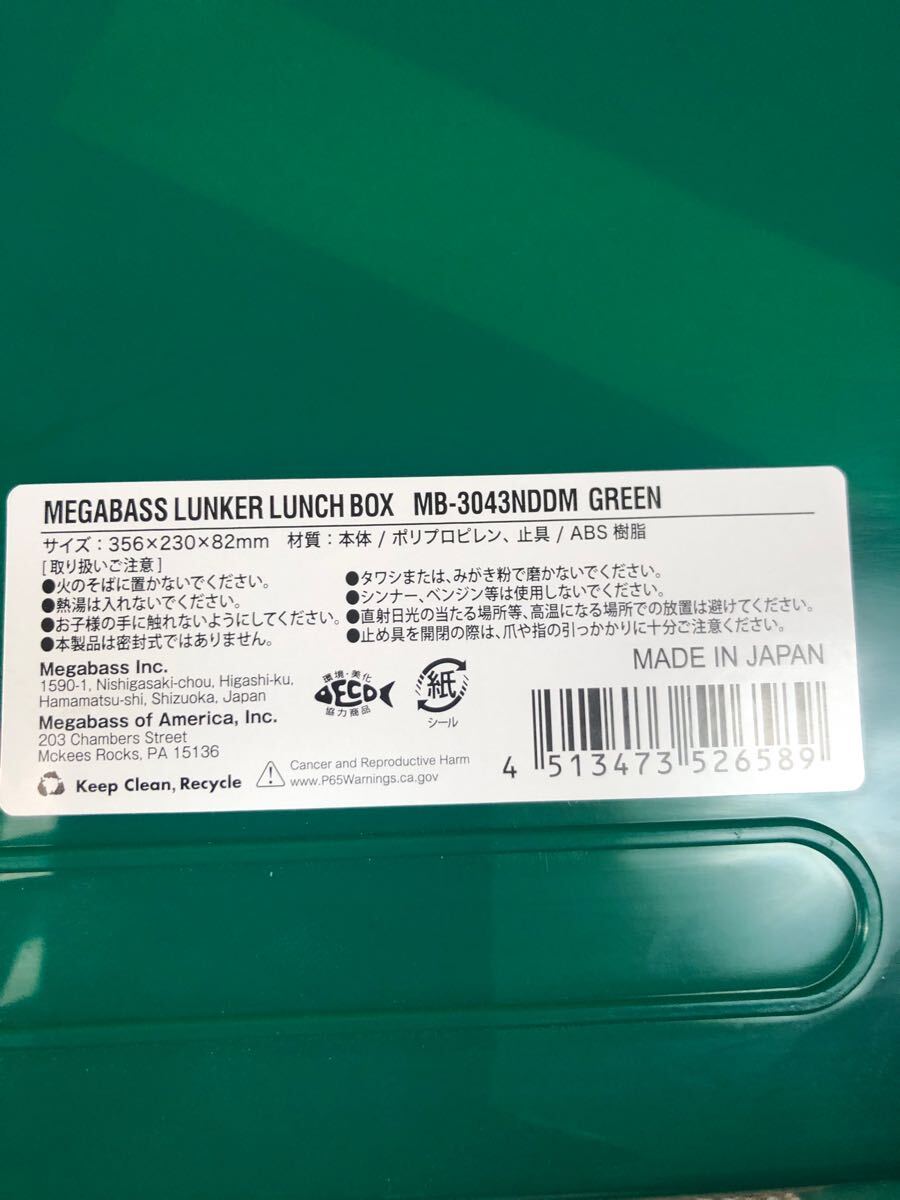 MEGABASS LUNKER LUNCH BOX MB-3043NDDM GREEN
サイズ：356×230×82mm 材質：本体 / ポリプロピレン、止具 / ABS 樹脂
[ 取り扱いご注意 ]
●火のそばに置かないでください。
●熱湯は入れないでください。
●お子様の手に触れないようにしてください。
●本製品は密封式ではありません。
●タワシまたは、みがき粉で磨かないでください。
●シンナー、ベンジン等は使用しないでください。
●直射日光の当たる場所等、高温になる場所での放置は避けてください。
●止め具を開閉の際は、爪や指の引っかかりに十分ご注意ください。
Megabass Inc.
1590-1, Nishigasaki-chou, Higashi-ku,
Hamamatsu-shi, Shizuoka, Japan
Megabass of America, Inc.
203 Chambers Street
Mckees Rocks, PA 15136
Keep Clean, Recycle
環境・美化
ECO
協力商品
紙
シール
Cancer and Reproductive Harm
www.P65Warnings.ca.gov
MADE IN JAPAN
4 513473 526589